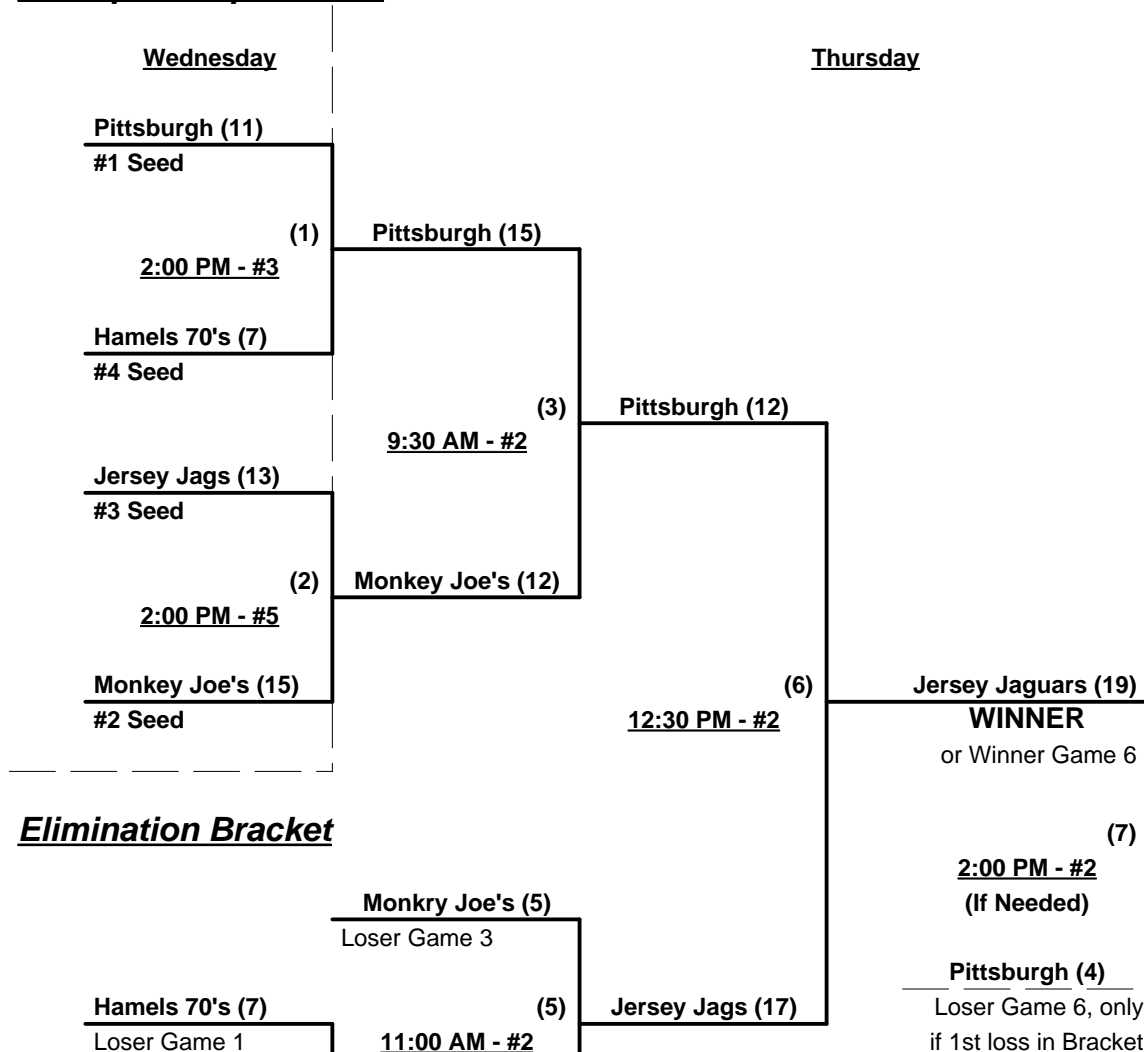 Wednesday
Thursday
Pittsburgh (11)
#1 Seed
(1)
Pittsburgh (15)
2:00 PM - #3
Hamels 70's (7)
#4 Seed
(3)
Pittsburgh (12)
9:30 AM - #2
Jersey Jags (13)
#3 Seed
(2)
Monkey Joe's (12)
2:00 PM - #5
Monkey Joe's (15)
(6)
Jersey Jaguars (19)
#2 Seed
12:30 PM - #2
WINNER
or Winner Game 6
Elimination Bracket
(7)
2:00 PM - #2
Monkry Joe's (5)
(If Needed)
Loser Game 3
Pittsburgh (4)
Hamels 70's (7)
(5)
Jersey Jags (17)
Loser Game 6, only
Loser Game 1
11:00 AM - #2
if 1st loss in Bracket